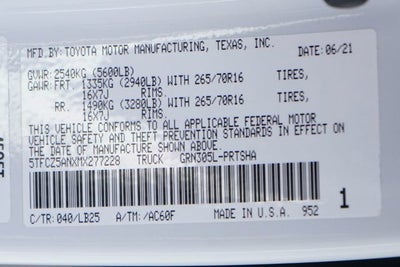 MFD.BY:TOYOTA MOTOR MANUFACTURING, TEXAS, INC. 06/21
GVWR: 2540KG (5600LB)
GAWR:FRT. 1335KG (2940LB) WITH 265/70R16 TIRES,
16X7J RIMS.
RR. 1490KG (3280LB) WITH 265/70R16 TIRES,
16X7J RIMS.
THIS VEHICLE CONFORMS TO ALL APPLICABLE FEDERAL MOTOR
VEHICLE SAFETY AND THEFT PREVENTION STANDARDS IN EFFECT ON
THE DATE OF MANUFACTURE SHOWN ABOVE.
5TFCZ5ANXMX277228 TRUCK GRN305L-PRTSHA
1
C/TR: 040/LB25 A/TM: /AC60F MADE IN U.S.A. 952